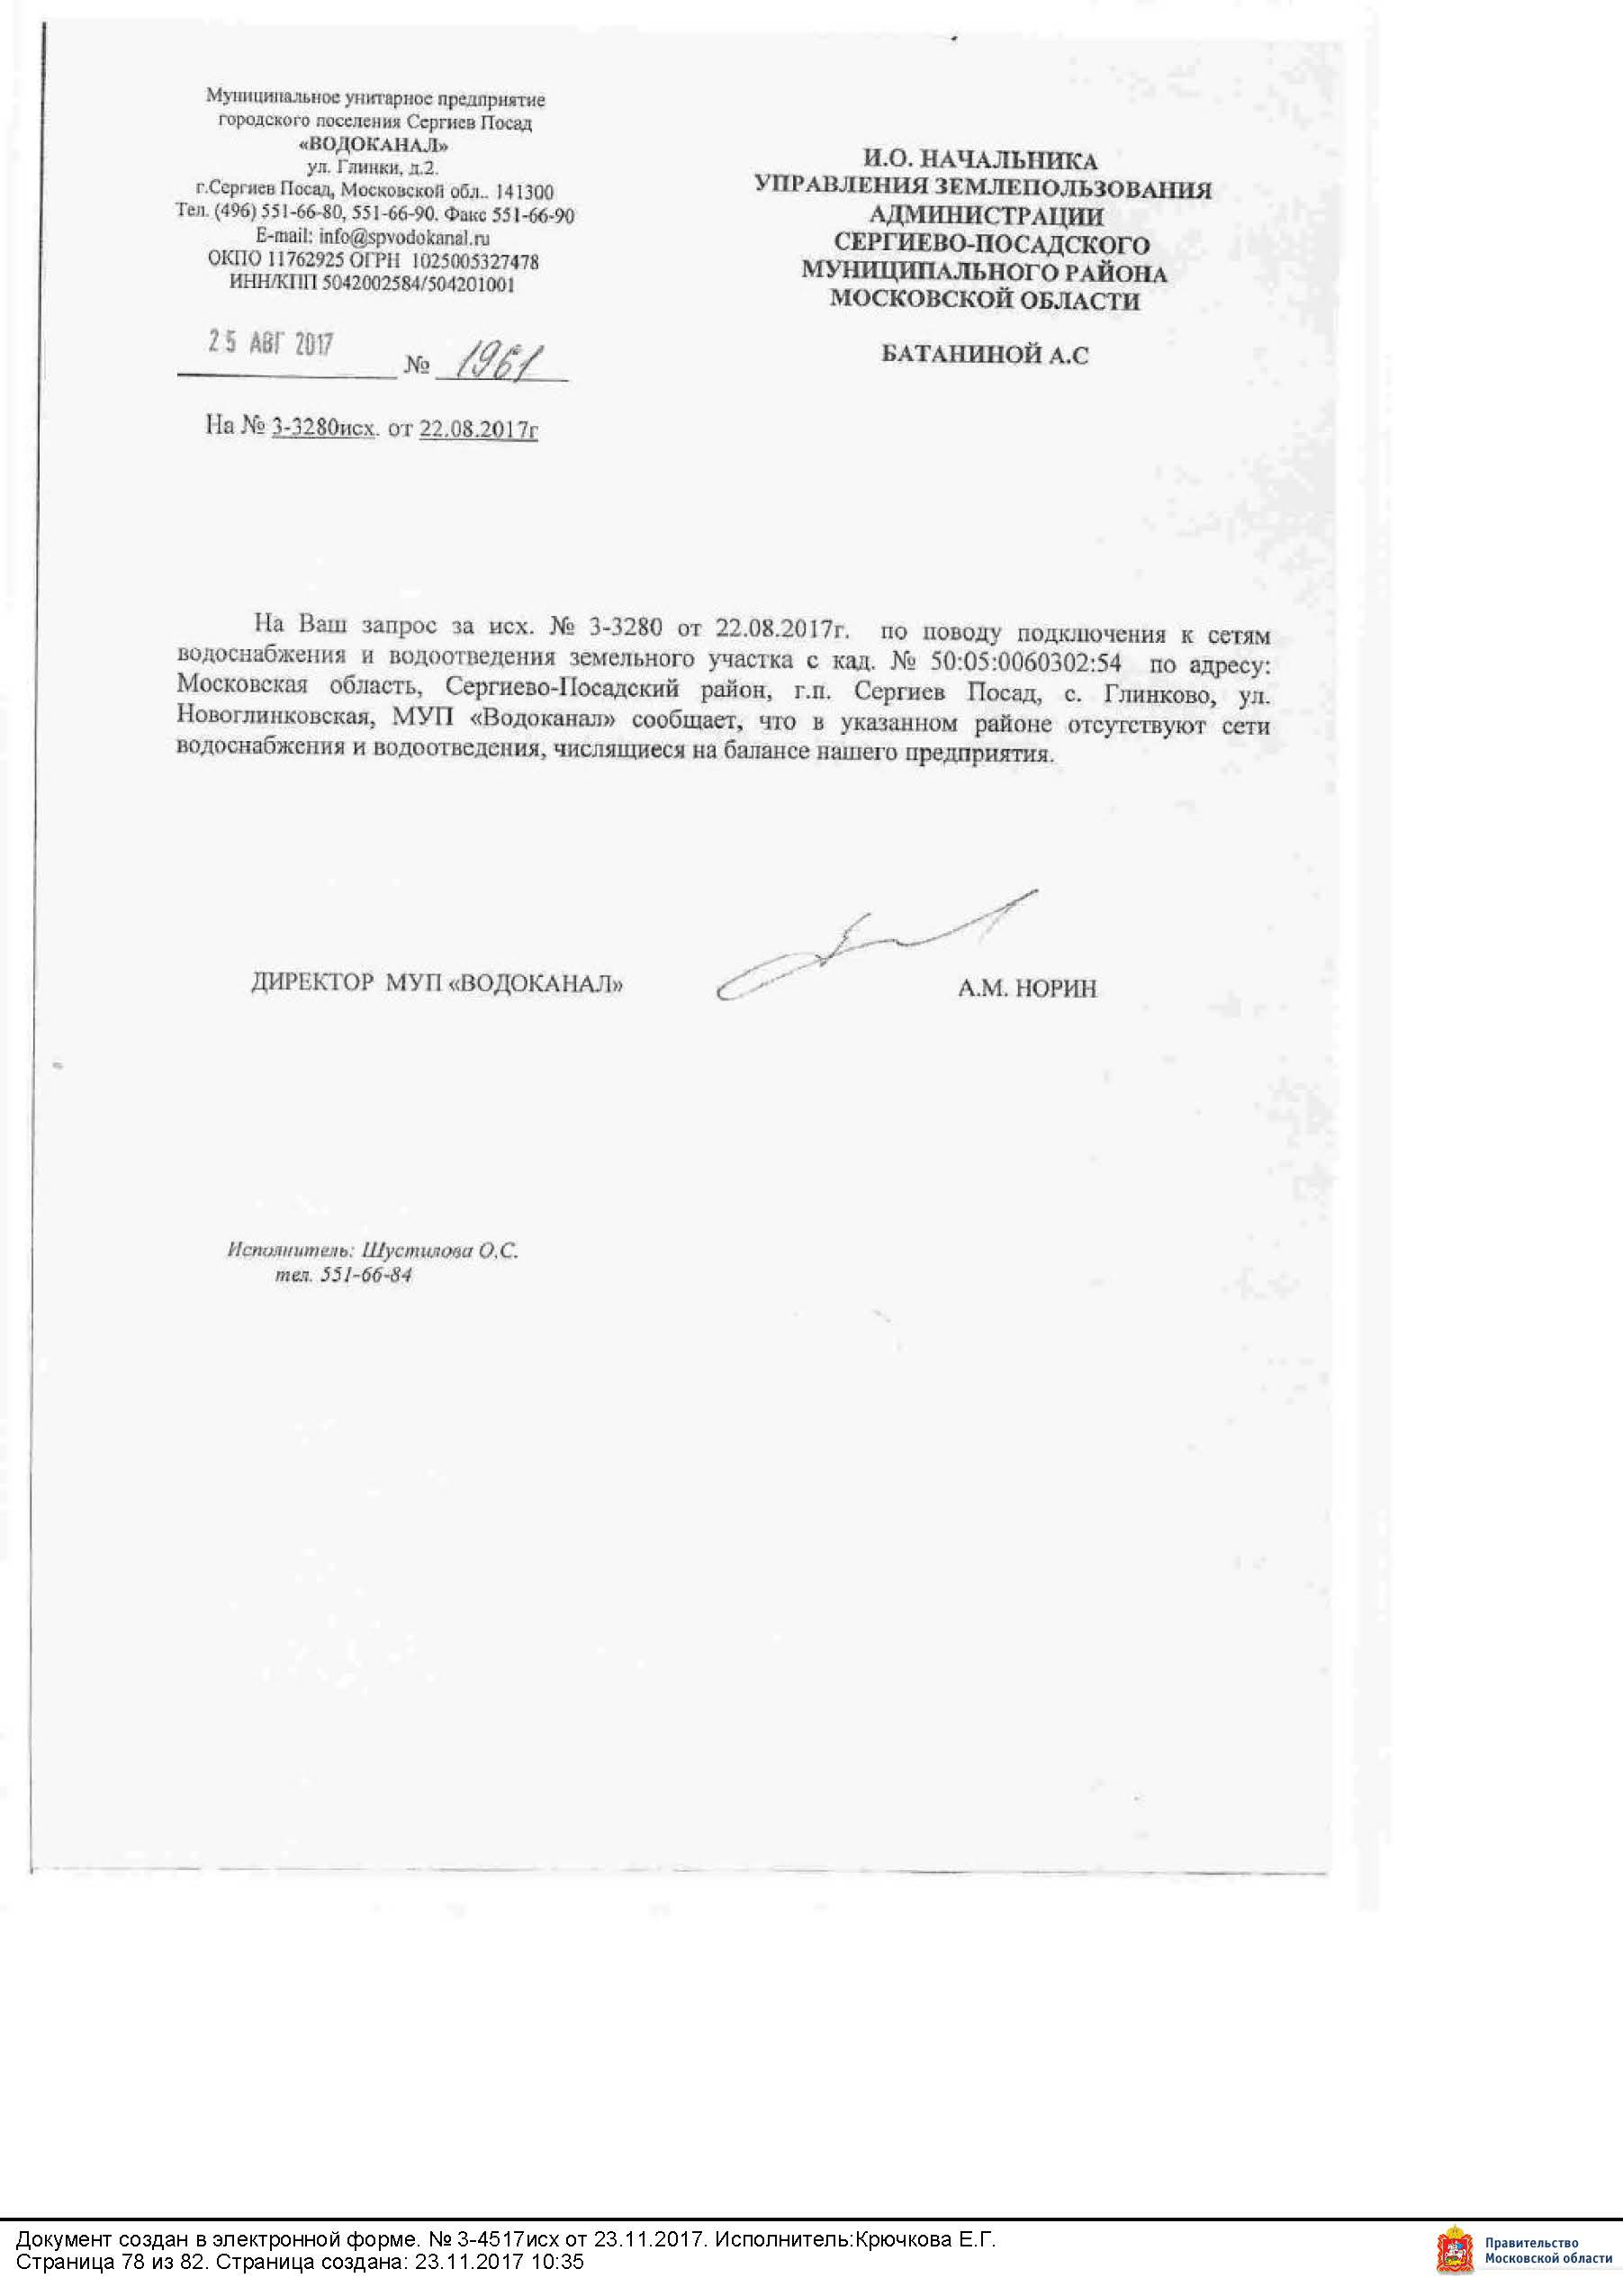 Муниципальное унитарное предприятие
городского поселения Сергиев Посад
«ВОДОКАНАЛ»
ул. Глинки, д.2.
г.Сергиев Посад, Московской обл.. 141300
Тел. (496) 551-66-80, 551-66-90. Факс 551-66-90
E-mail: info@spvodokanal.ru
ОКПО 11762925 ОГРН 1025005327478
ИНН/КПП 5042002584/504201001
25 АВГ 2017 № 1961
На № 3-3280исх. от 22.08.2017г
И.О. НАЧАЛЬНИКА
УПРАВЛЕНИЯ ЗЕМЛЕПОЛЬЗОВАНИЯ
АДМИНИСТРАЦИИ
СЕРГИЕВО-ПОСАДСКОГО
МУНИЦИПАЛЬНОГО РАЙОНА
МОСКОВСКОЙ ОБЛАСТИ
БАТАНИНОЙ А.С
На Ваш запрос за исх. № 3-3280 от 22.08.2017г. по поводу подключения к сетям
водоснабжения и водоотведения земельного участка с кад. № 50:05:0060302:54 по адресу:
Московская область, Сергиево-Посадский район, г.п. Сергиев Посад, с. Глинково, ул.
Новоглинковская, МУП «Водоканал» сообщает, что в указанном районе отсутствуют сети
водоснабжения и водоотведения, числящиеся на балансе нашего предприятия.
ДИРЕКТОР МУП «ВОДОКАНАЛ» А.М. НОРИН
Исполнитель: Шустилова О.С.
тел. 551-66-84
Документ создан в электронной форме. № 3-4517исх от 23.11.2017. Исполнитель:Крючкова Е.Г.
Страница 78 из 82. Страница создана: 23.11.2017 10:35
Правительство
Московской области